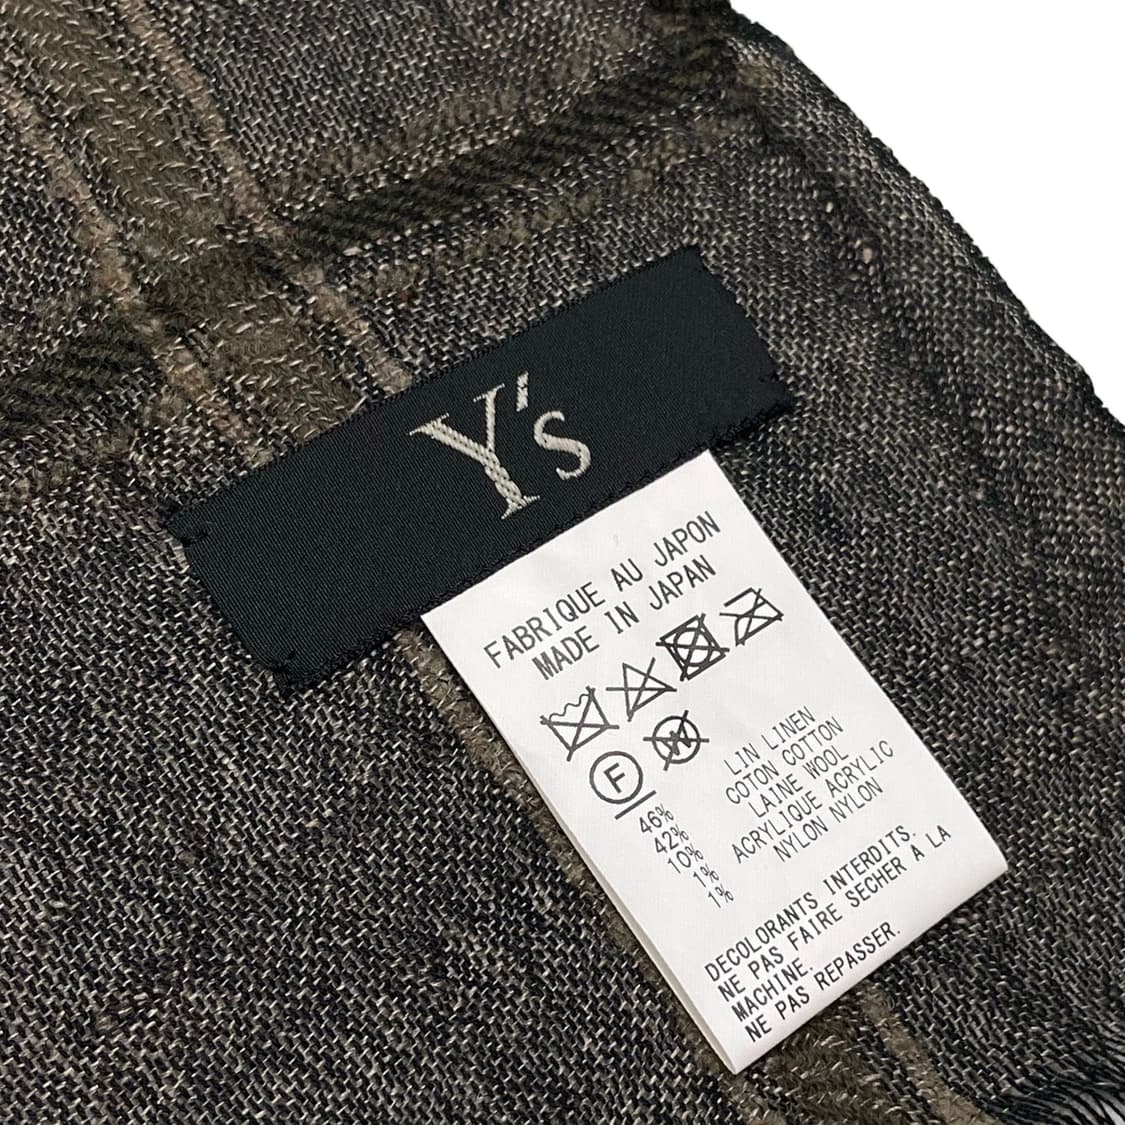 Y's
FABRIQUE AU JAPON
MADE IN JAPAN
F
W
46% LIN LINEN
42% COTON COTTON
10% LAINE WOOL
1% ACRYLIQUE ACRYLIC
1% NYLON NYLON
DECOLORANTS INTERDITS.
NE PAS FAIRE SECHER A LA
MACHINE.
NE PAS REPASSER.